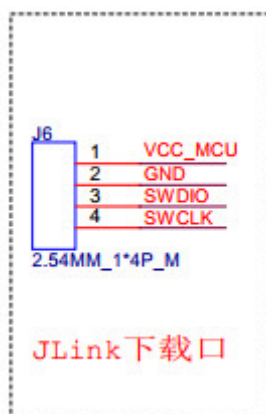 J6
1 VCC_MCU
2 GND
3 SWDIO
4 SWCLK
2.54MM_1*4P_M
JLink下载口